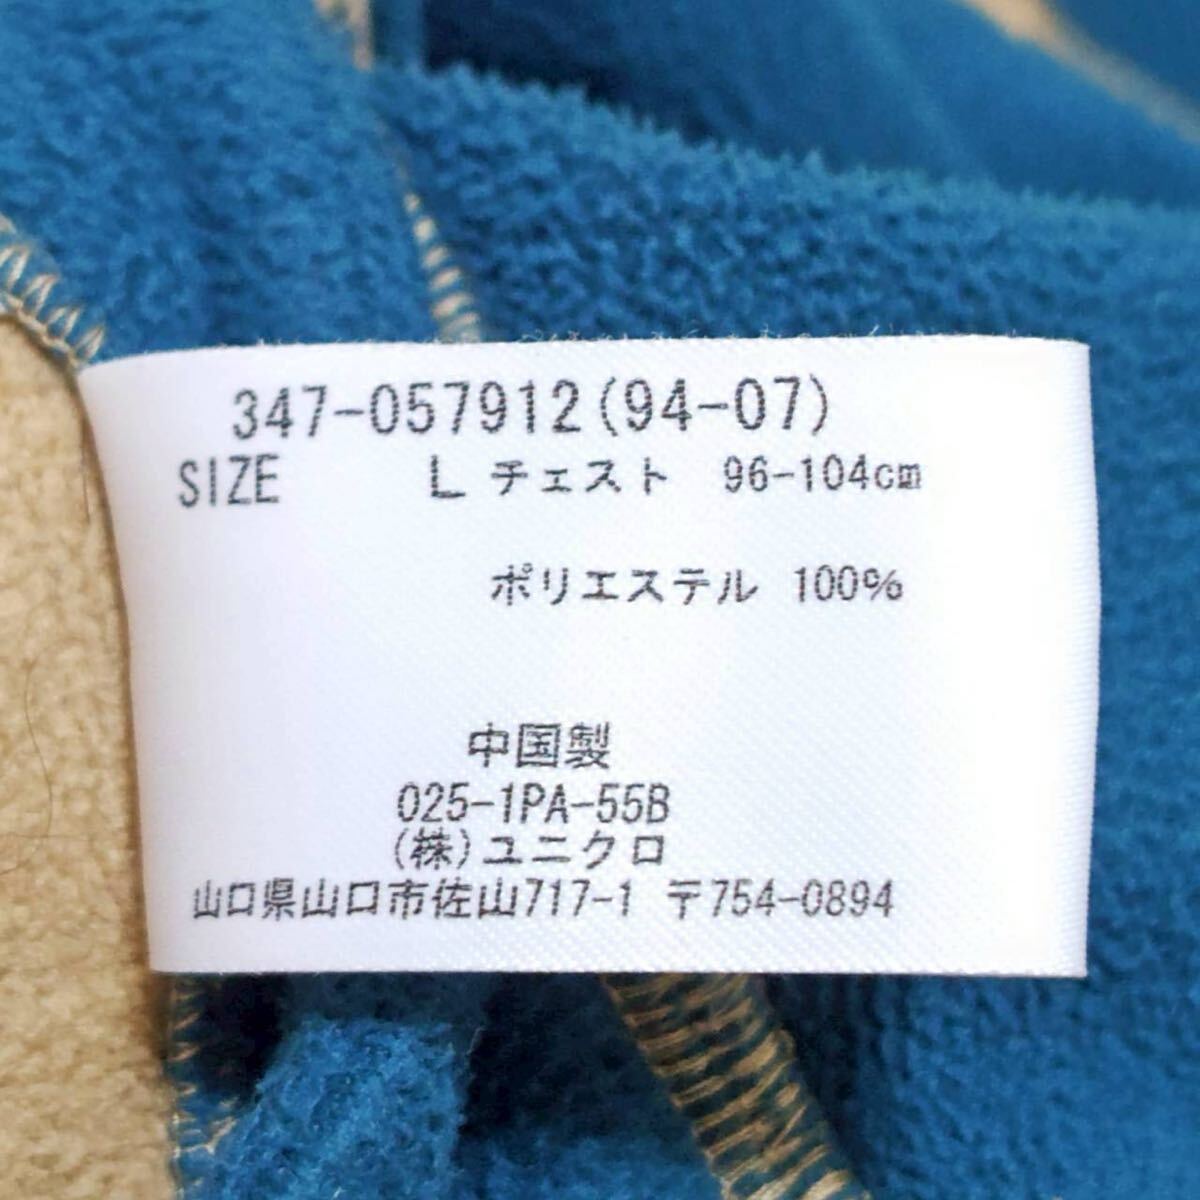 347-057912(94-07)
SIZE L チェスト 96-104cm
ポリエステル 100%
中国製
025-1PA-55B
(株)ユニクロ
山口県山口市佐山717-1 〒754-0894